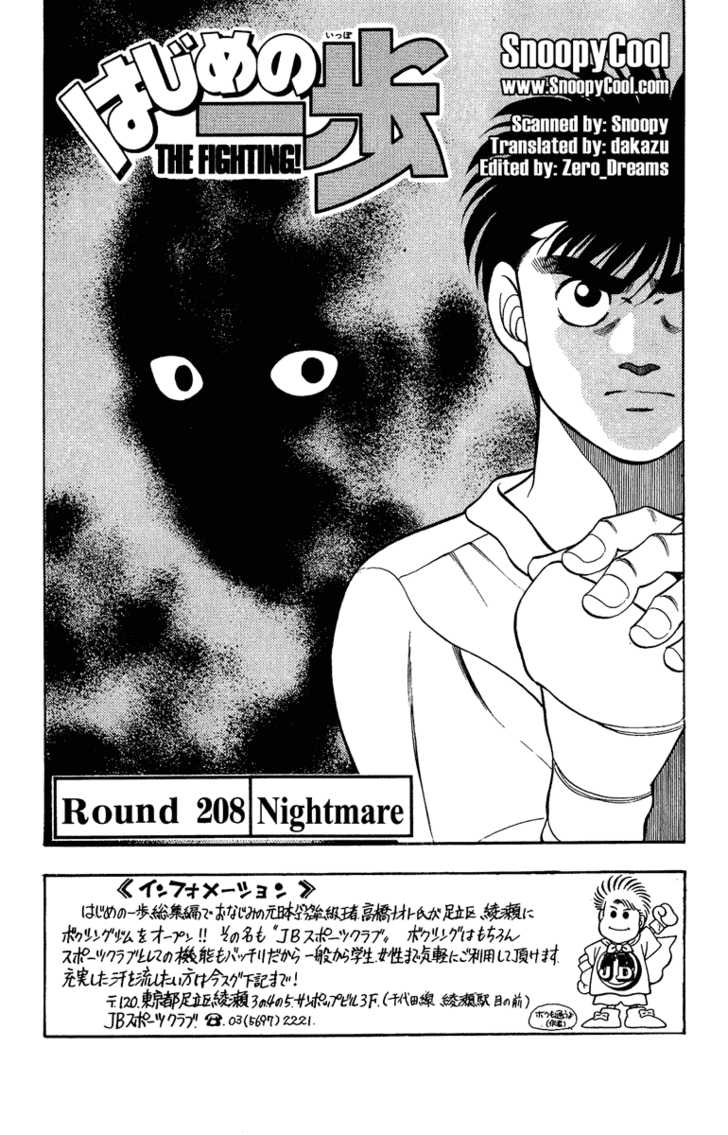 いっぽ
はじめの一歩
THE FIGHTING!
SnoopyCool
www.SnoopyCool.com
Scanned by: Snoopy
Translated by: dakazu
Edited by: Zero_Dreams
Round 208
Nightmare
《インフォメーション》
はじめの一歩総集編でおなじみの元日本 級王者高橋ナオト氏が足立区、綾瀬に
ボクシングジムをオープン!! その名も“JBスポーツクラブ〟 ボクシングはもちろん
スポーツクラブとしての機能もバッチリだから一般から学生、女性まで気軽にご利用して頂けます
充実した汗を流したい方は今スグ下記まで!
〒120.東京都足立区綾瀬3の4の5・サンポップビル3F.(千代田線 綾瀬駅目の前)
JBスポーツクラブ ☎.03(5697)2221.
JB
ボクも通うよ
(作者)